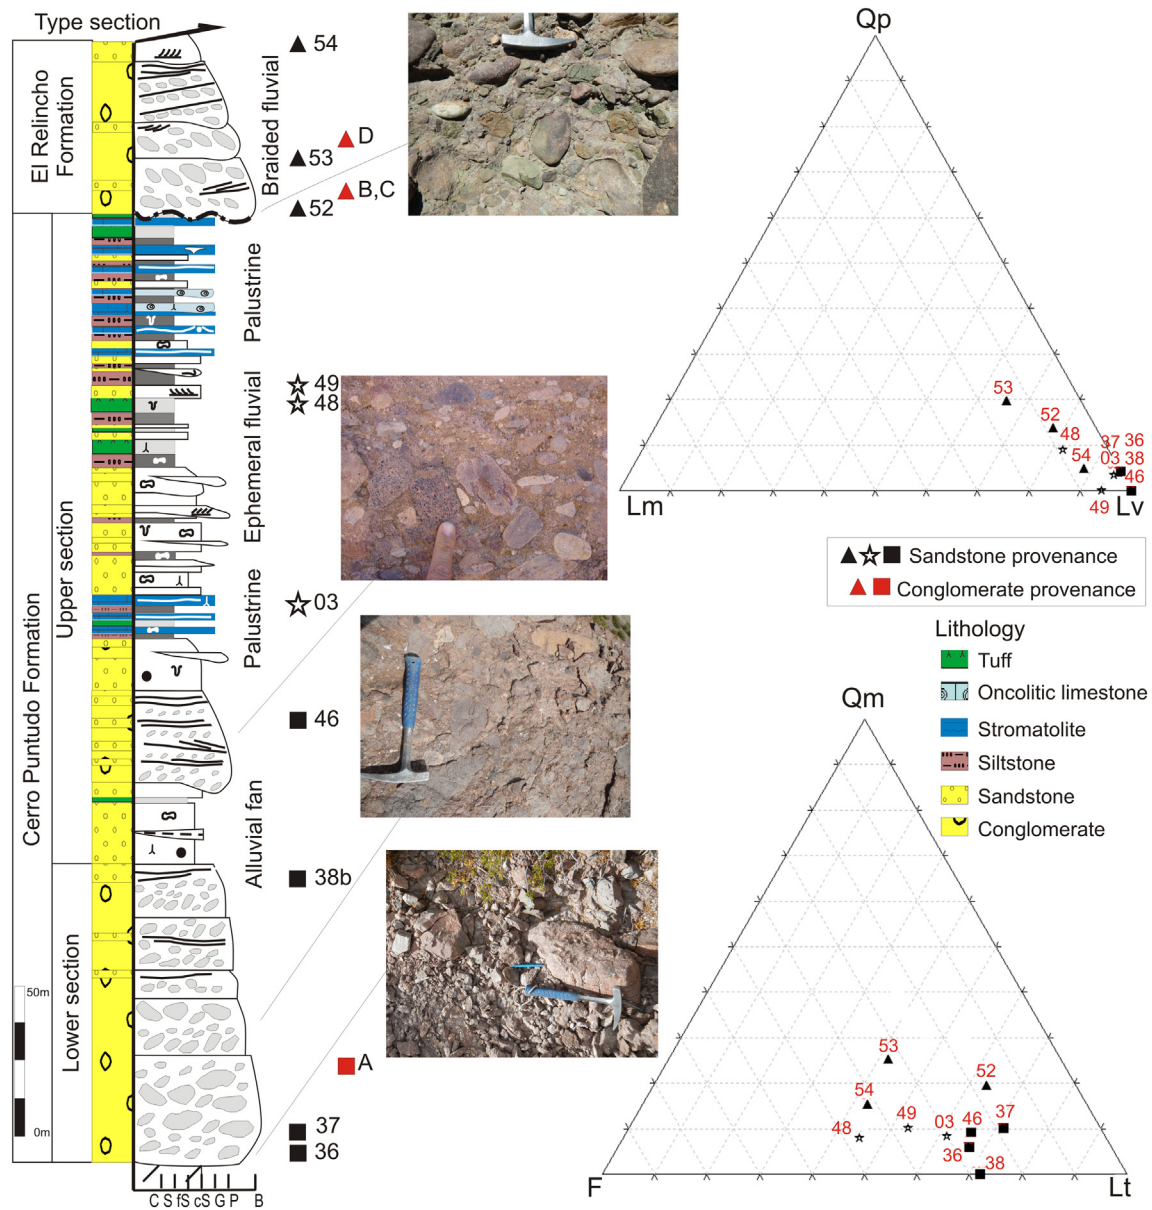 Type section
El Relincho
Formation
Cerro Puntudo Formation
Upper section
Lower section
50m
0m
C S fS cS G P B
Braided fluvial
Palustrine
Ephemeral fluvial
Palustrine
Alluvial fan
54
D
53
B,C
52
49
48
03
46
38b
A
37
36
Qp
53
52
48
37 36
54 03 38
46
49
Lm
Lv
Sandstone provenance
Conglomerate provenance
Lithology
Tuff
Oncolitic limestone
Stromatolite
Siltstone
Sandstone
Conglomerate
Qm
53
52
54
49
48
03
46
37
36
38
F
Lt